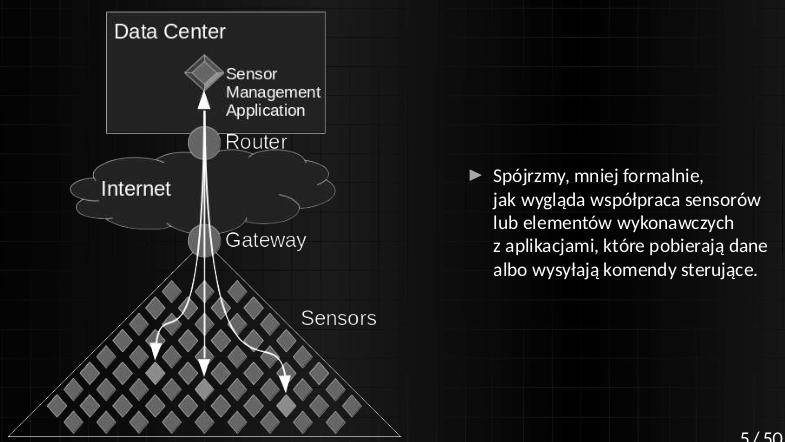 Data Center
Sensor
Management
Application
Router
Internet
Gateway
Sensors
Spójrzmy, mniej formalnie,
jak wygląda współpraca sensorów
lub elementów wykonawczych
z aplikacjami, które pobierają dane
albo wysyłają komendy sterujące.
5 / 50